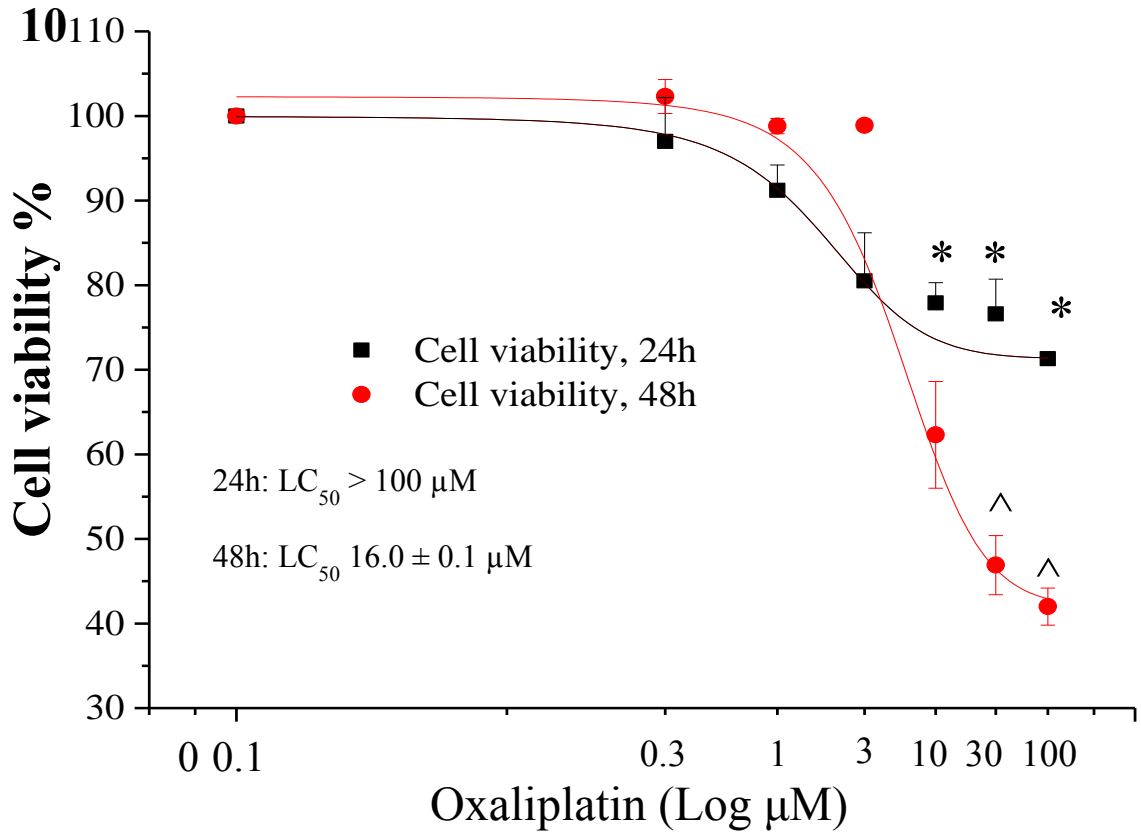 10
110
100
90
80
70
60
50
40
30
Cell viability %
* * *
Cell viability, 24h
Cell viability, 48h
24h: LC50 > 100 μM
48h: LC50 16.0 ± 0.1 μM
^
^
0 0.1 0.3 1 3 10 30 100
Oxaliplatin (Log μM)